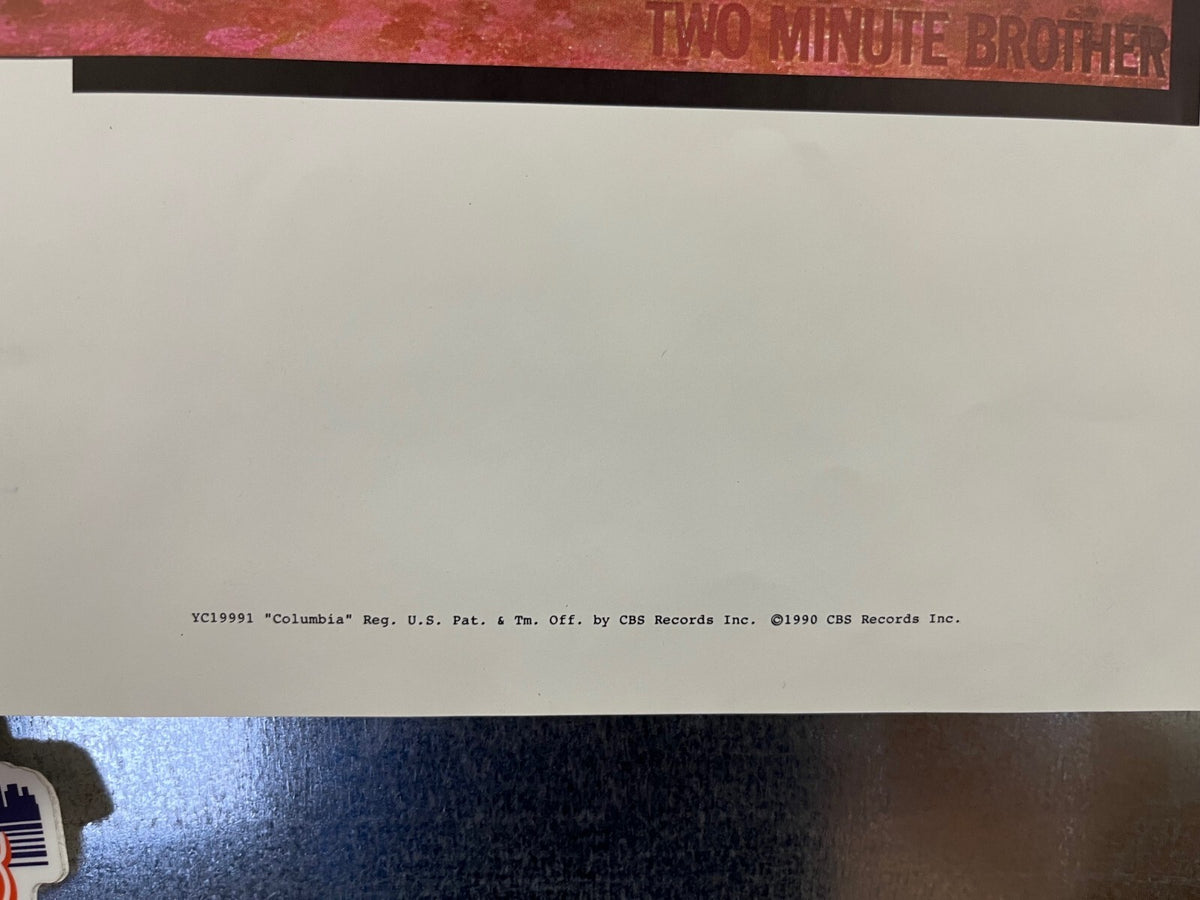 TWO MINUTE BROTHER
YC19991 "Columbia" Reg. U.S. Pat. & Tm. Off. by CBS Records Inc. ©1990 CBS Records Inc.